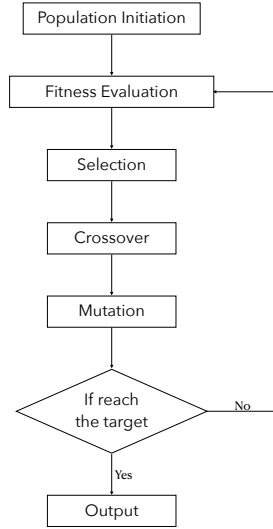 Population Initiation
Fitness Evaluation
Selection
Crossover
Mutation
If reach
the target
No
Yes
Output